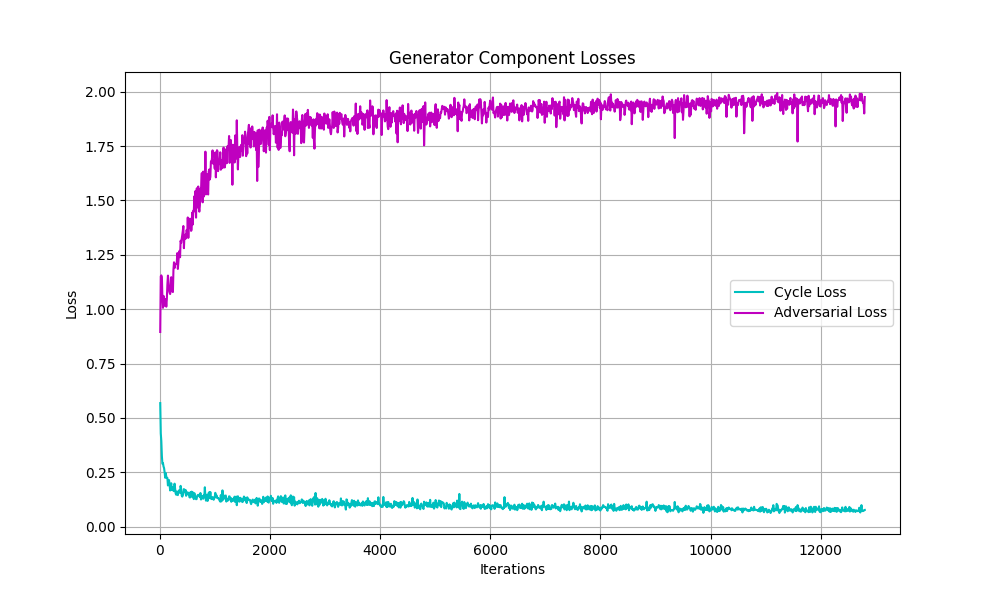 Generator Component Losses
2.00
1.75
1.50
1.25
1.00
0.75
0.50
0.25
0.00
Loss
Cycle Loss
Adversarial Loss
0 2000 4000 6000 8000 10000 12000
Iterations